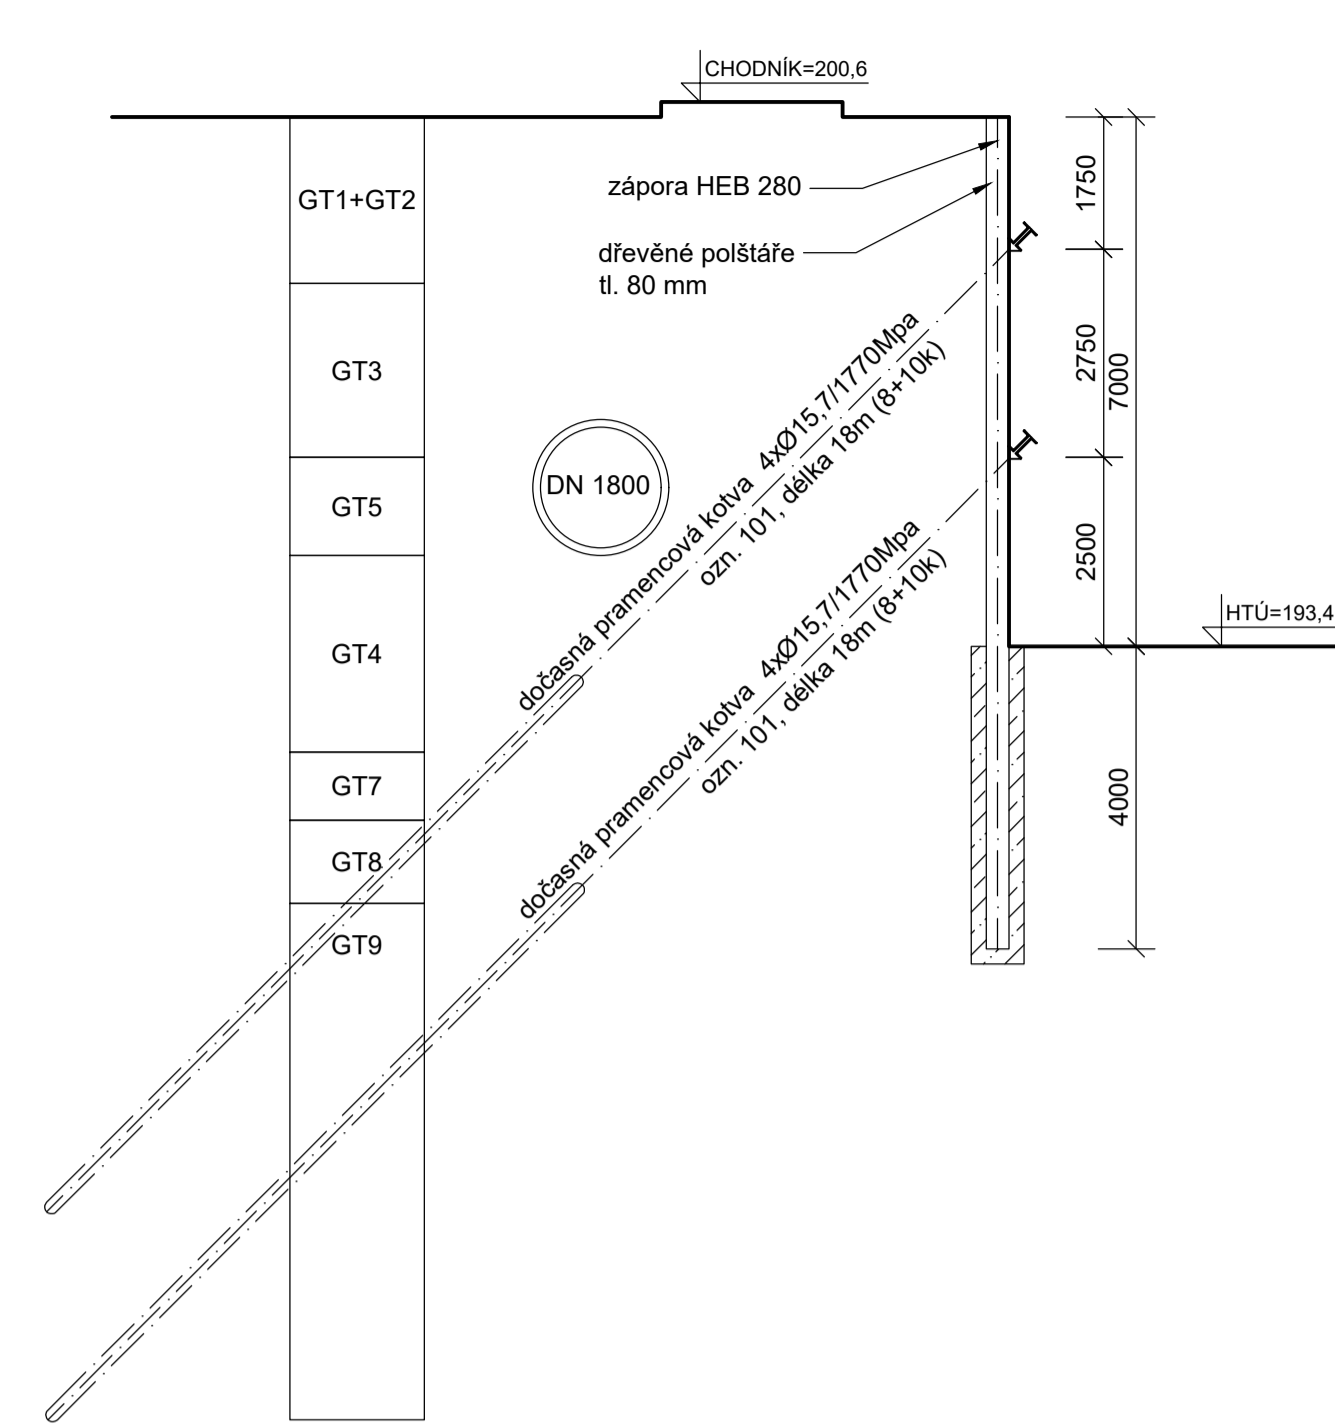 CHODNÍK=200,6
GT1+GT2
zápora HEB 280
dřevěné polštáře
tl. 80 mm
1750
GT3
2750
7000
dočasná pramencová kotva 4xØ15,7/1770Mpa
ozn. 101, délka 18m (8+10k)
DN 1800
GT5
2500
dočasná pramencová kotva 4xØ15,7/1770Mpa
ozn. 101, délka 18m (8+10k)
HTÚ=193,4
GT4
GT7
4000
GT8
GT9